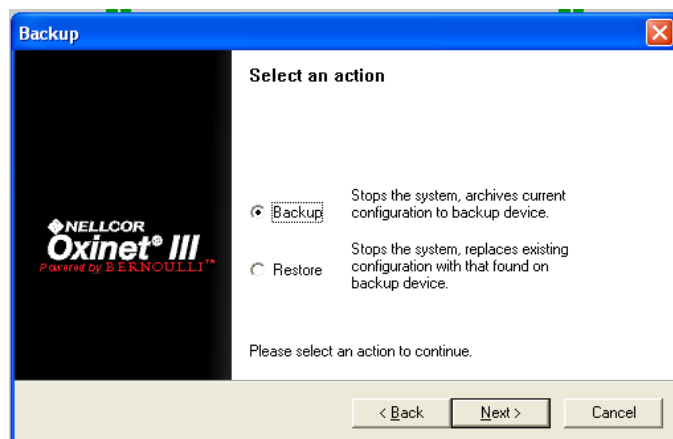 Backup
Select an action
Backup
Stops the system, archives current
configuration to backup device.
NELLCOR
Oxinet® III
Powered by BERNOULLI™
Restore
Stops the system, replaces existing
configuration with that found on
backup device.
Please select an action to continue.
< Back
Next >
Cancel